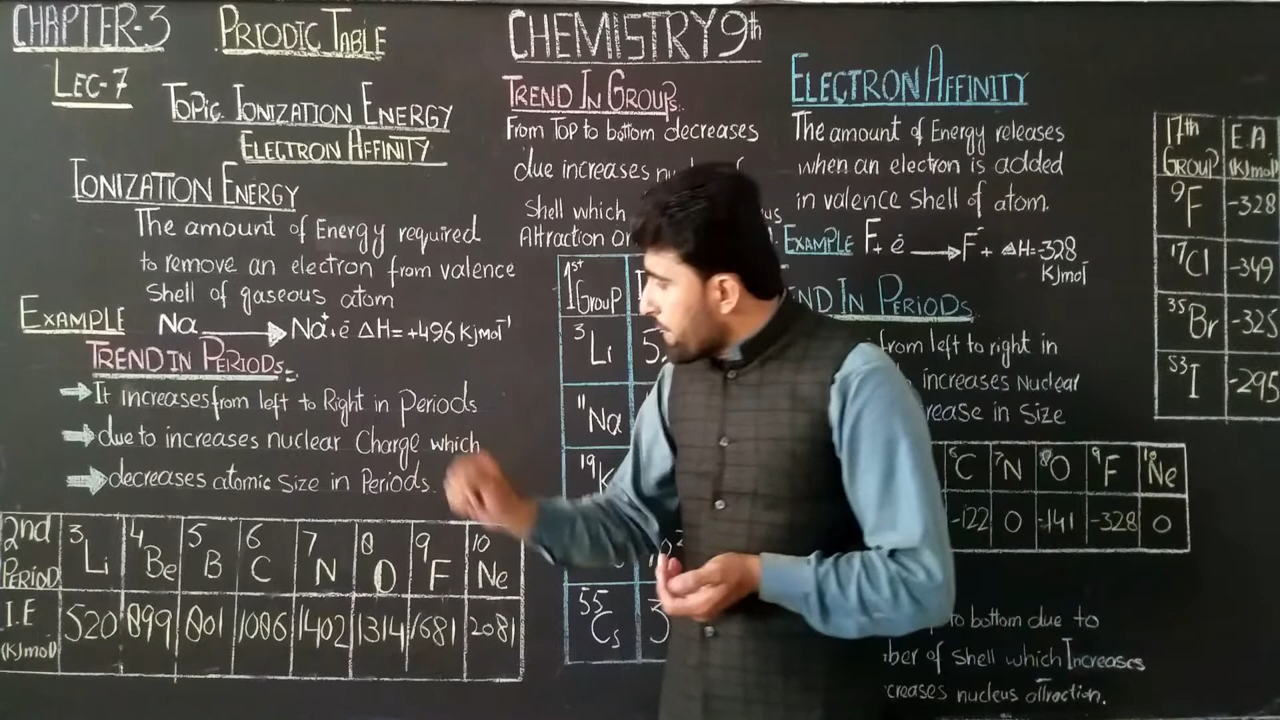 CHAPTER-3
PRIODIC TABLE
LEC-7
TOPIC IONIZATION ENERGY
ELECTRON AFFINITY
IONIZATION ENERGY
The amount of Energy required
to remove an electron from valence
Shell of gaseous atom
EXAMPLE Na → Na⁺ + ē ΔH = +496 KJmol⁻¹
TREND IN PERIODS
It increases from left to Right in periods
due to increases nuclear Charge which
decreases atomic Size in Periods.
2nd PERIOD 3Li 4Be 5B 6C 7N 8O 9F 10Ne
I.E (KJmol) 520 899 801 1086 1402 1314 1681 2081
CHEMISTRY 9th
TREND IN GROUPS
From Top to bottom decreases
due increases
Shell which
Attraction
1st GROUP
3Li
11Na
19K
55Cs
ELECTRON AFFINITY
The amount of Energy releases
when an electron is added
in valence Shell of atom.
EXAMPLE F + ē → F⁻ + ΔH=-328
KJmol⁻
IN PERIODS
from left to right in
increases Nuclear
in Size
6C 7N 8O 9F 10Ne
-122 0 -141 -328 0
to bottom due to
of Shell which Increases
nucleus attraction.
17th GROUP E.A (KJmol
9F -328
17Cl -349
35Br -325
53I -295